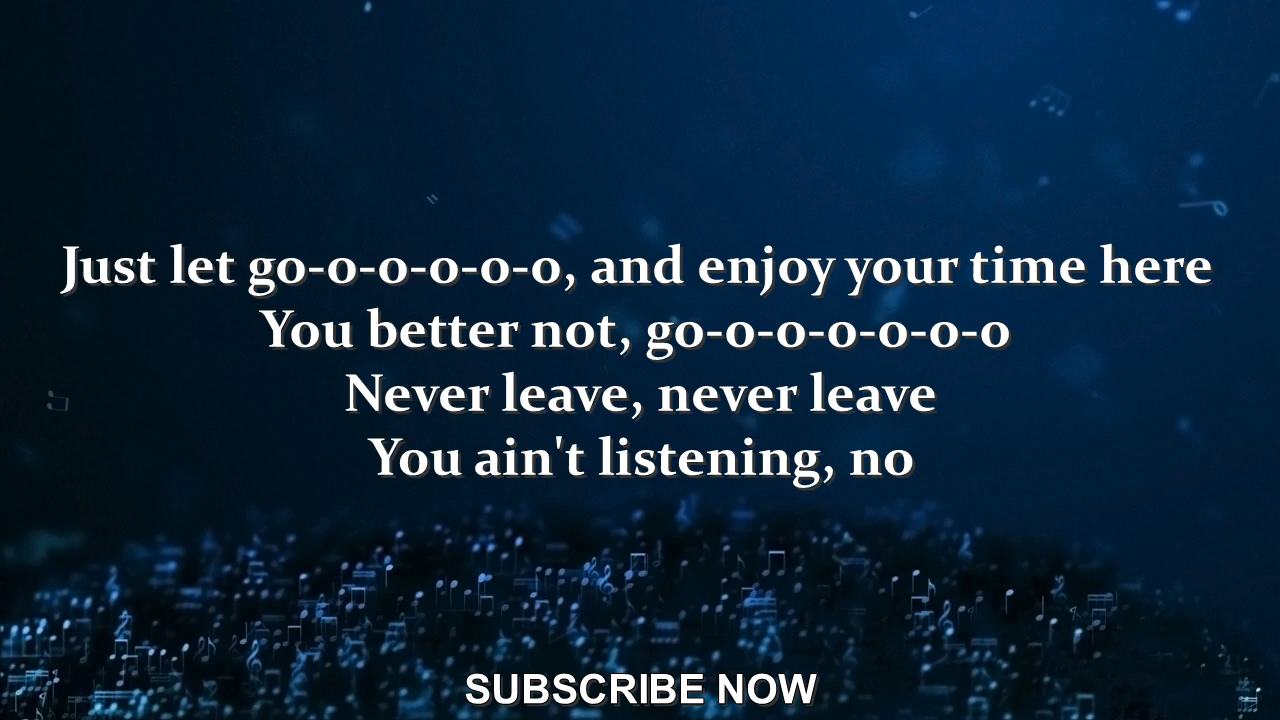 Just let go-o-o-o-o-o, and enjoy your time here
You better not, go-o-o-o-o-o-o
Never leave, never leave
You ain't listening, no
SUBSCRIBE NOW